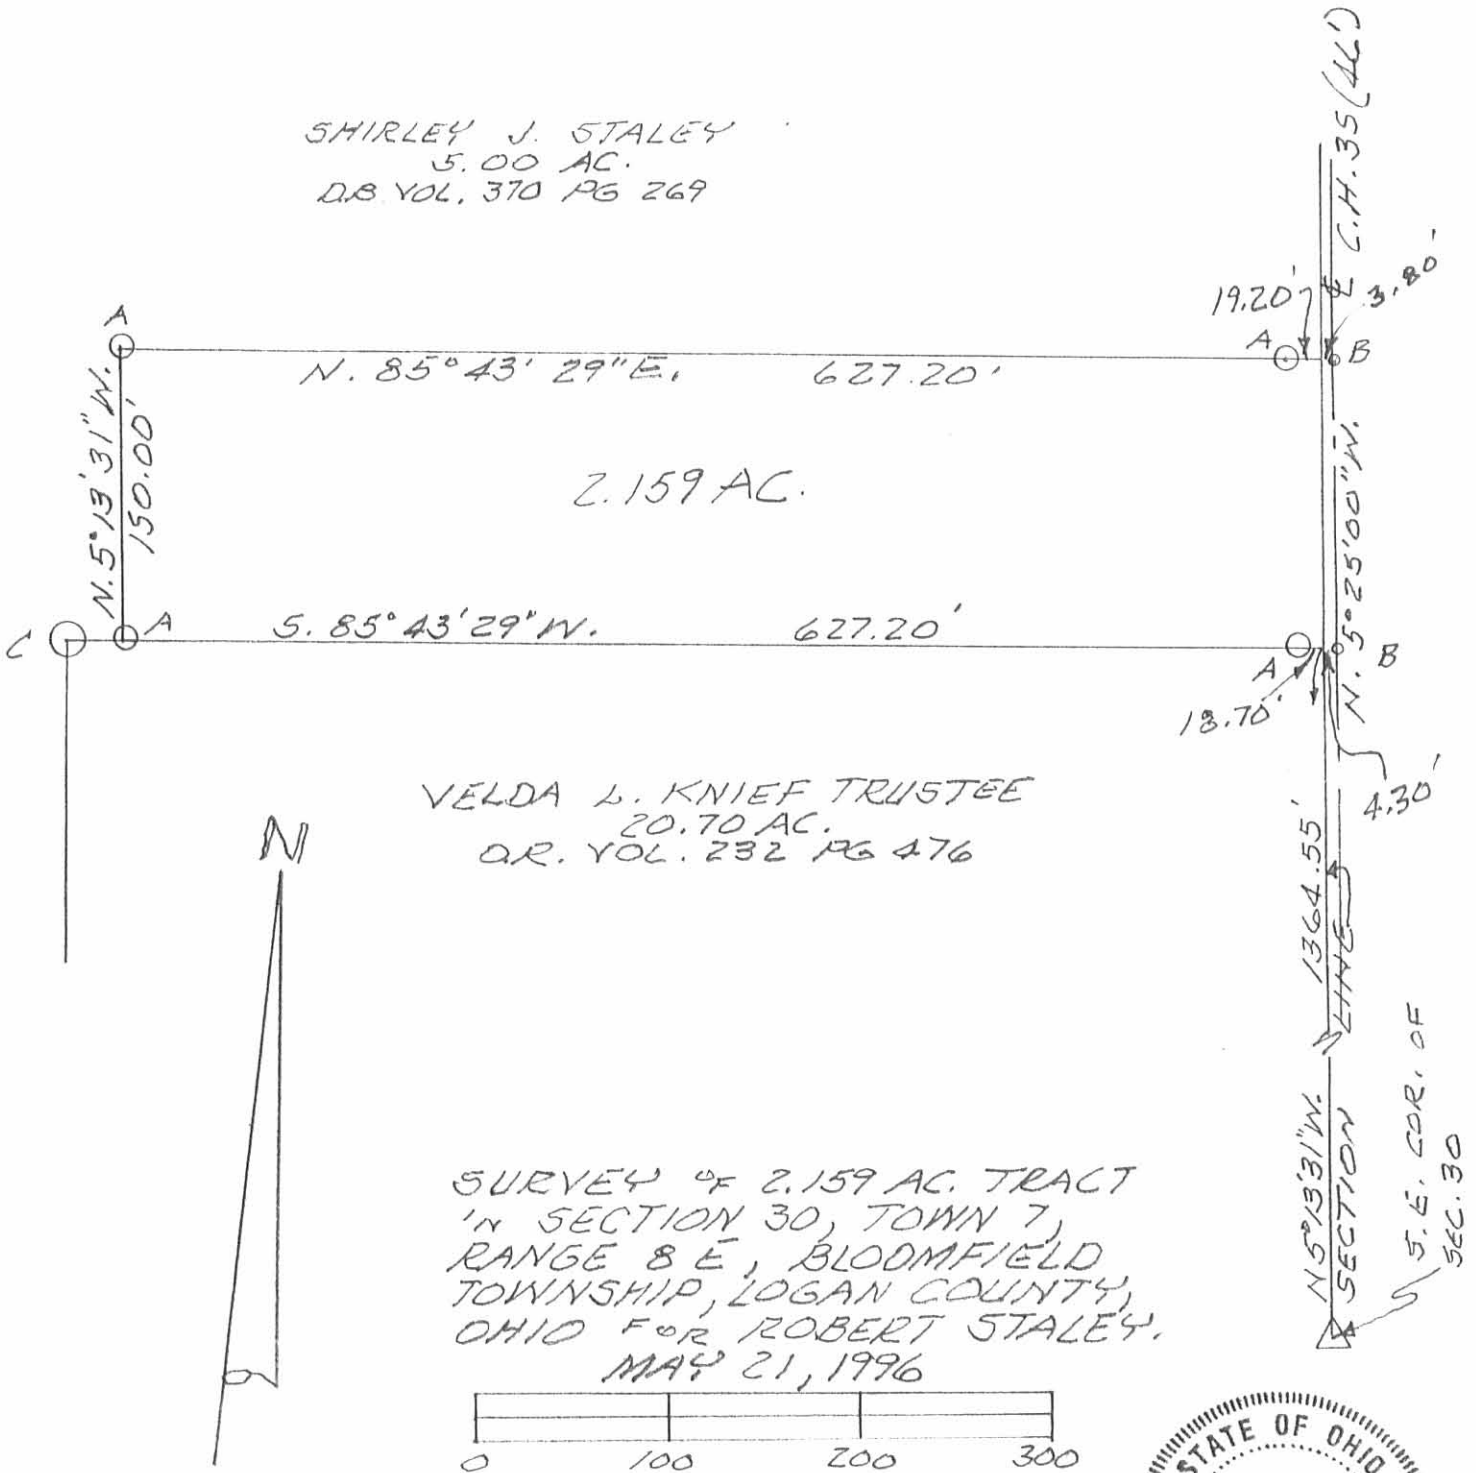 SHIRLEY J. STALEY
5.00 AC.
D.B. VOL. 370 PG 269
℄ C.H. 35 (46')
19.20'
3.80'
A
A
B
N. 85° 43' 29" E. 627.20'
N. 5° 13' 31" W.
150.00'
2.159 AC.
N. 5° 25' 00" W.
C
A
S. 85° 43' 29" W. 627.20'
A
B
18.70'
4.30'
VELDA L. KNIEF TRUSTEE
20.70 AC.
O.R. VOL. 232 PG 476
N
N 5° 13' 31" W. 1364.55'
SECTION LINE
S.E. COR. OF
SEC. 30
SURVEY OF 2.159 AC. TRACT
IN SECTION 30, TOWN 7,
RANGE 8 E, BLOOMFIELD
TOWNSHIP, LOGAN COUNTY,
OHIO FOR ROBERT STALEY.
MAY 21, 1996
0 100 200 300
STATE OF OHIO